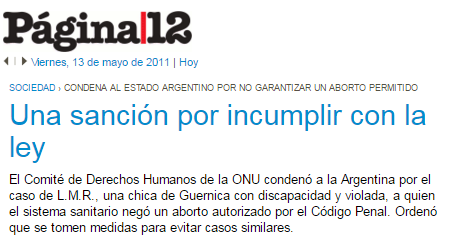 Página|12
Viernes, 13 de mayo de 2011 | Hoy
SOCIEDAD › CONDENA AL ESTADO ARGENTINO POR NO GARANTIZAR UN ABORTO PERMITIDO
Una sanción por incumplir con la
ley
El Comité de Derechos Humanos de la ONU condenó a la Argentina por el
caso de L.M.R., una chica de Guernica con discapacidad y violada, a quien
el sistema sanitario negó un aborto autorizado por el Código Penal. Ordenó
que se tomen medidas para evitar casos similares.